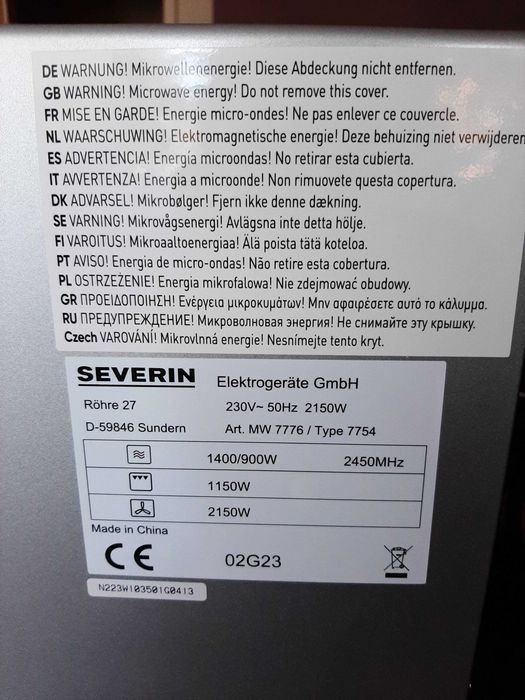 DE WARNUNG! Mikrowellenenergie! Diese Abdeckung nicht entfernen.
GB WARNING! Microwave energy! Do not remove this cover.
FR MISE EN GARDE! Energie micro-ondes! Ne pas enlever ce couvercle.
NL WAARSCHUWING! Elektromagnetische energie! Deze behuizing niet verwijderen
ES ADVERTENCIA! Energía microondas! No retirar esta cubierta.
IT AVVERTENZA! Energia a microonde! Non rimuovete questa copertura.
DK ADVARSEL! Mikrobølger! Fjern ikke denne dækning.
SE VARNING! Mikrovågsenergi! Avlägsna inte detta hölje.
FI VAROITUS! Mikroaaltoenergiaa! Älä poista tätä koteloa.
PT AVISO! Energia de micro-ondas! Não retire esta cobertura.
PL OSTRZEŻENIE! Energia mikrofalowa! Nie zdejmować obudowy.
GR ΠΡΟΕΙΔΟΠΟΙΗΣΗ! Ενέργεια μικροκυμάτων! Μην αφαιρέσετε αυτό το κάλυμμα.
RU ПРЕДУПРЕЖДЕНИЕ! Микроволновая энергия! Не снимайте эту крышку.
Czech VAROVÁNÍ! Mikrovlnná energie! Nesnímejte tento kryt.
SEVERIN Elektrogeräte GmbH
Röhre 27 230V~ 50Hz 2150W
D-59846 Sundern Art. MW 7776 / Type 7754
1400/900W 2450MHz
1150W
2150W
Made in China
CE 02G23
N223W103501G0413